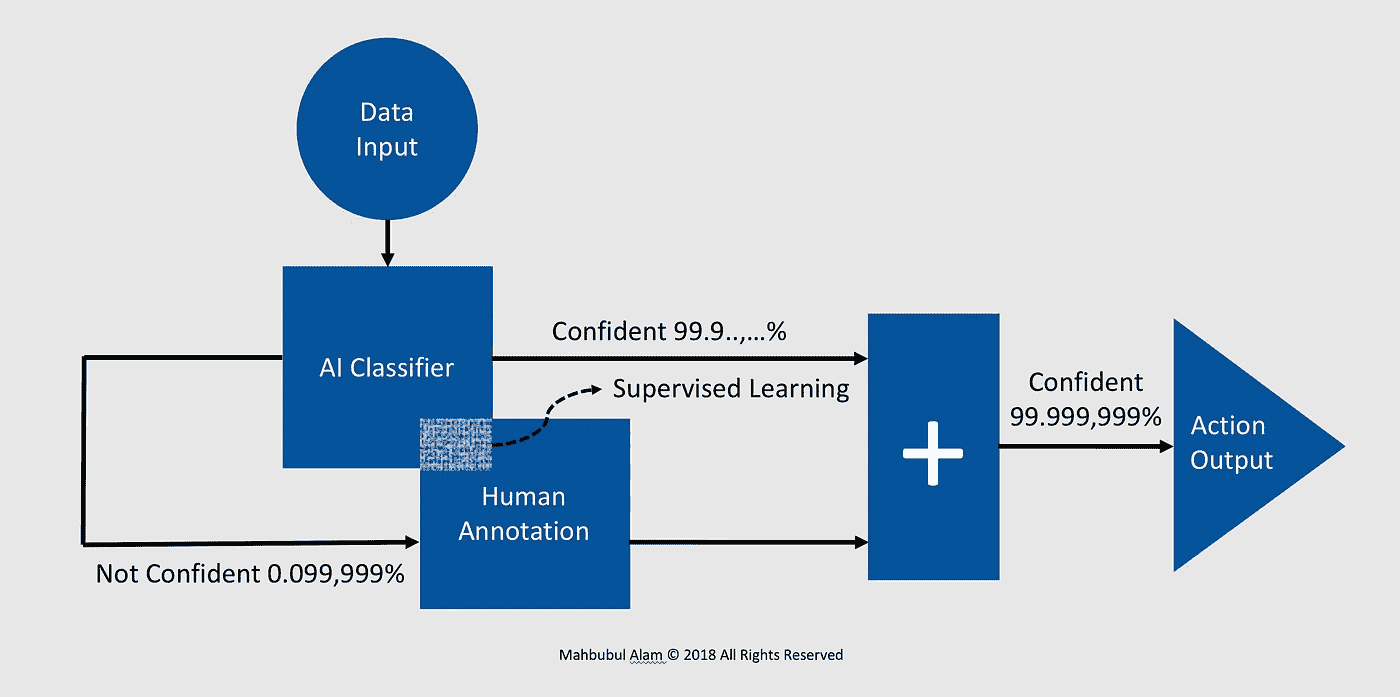 Data
Input
AI Classifier
Confident 99.9..,...%
Supervised Learning
Human
Annotation
Not Confident 0.099,999%
+
Confident
99.999,999%
Action
Output
Mahbubul Alam © 2018 All Rights Reserved